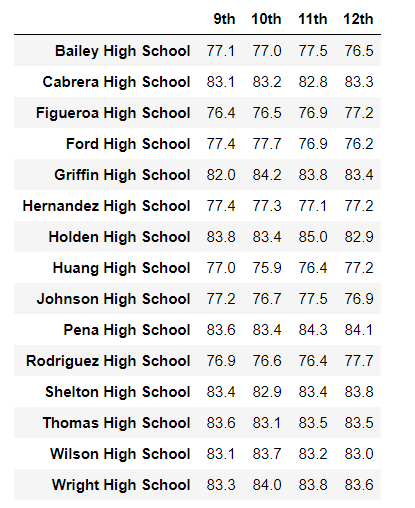 9th 10th 11th 12th
Bailey High School 77.1 77.0 77.5 76.5
Cabrera High School 83.1 83.2 82.8 83.3
Figueroa High School 76.4 76.5 76.9 77.2
Ford High School 77.4 77.7 76.9 76.2
Griffin High School 82.0 84.2 83.8 83.4
Hernandez High School 77.4 77.3 77.1 77.2
Holden High School 83.8 83.4 85.0 82.9
Huang High School 77.0 75.9 76.4 77.2
Johnson High School 77.2 76.7 77.5 76.9
Pena High School 83.6 83.4 84.3 84.1
Rodriguez High School 76.9 76.6 76.4 77.7
Shelton High School 83.4 82.9 83.4 83.8
Thomas High School 83.6 83.1 83.5 83.5
Wilson High School 83.1 83.7 83.2 83.0
Wright High School 83.3 84.0 83.8 83.6